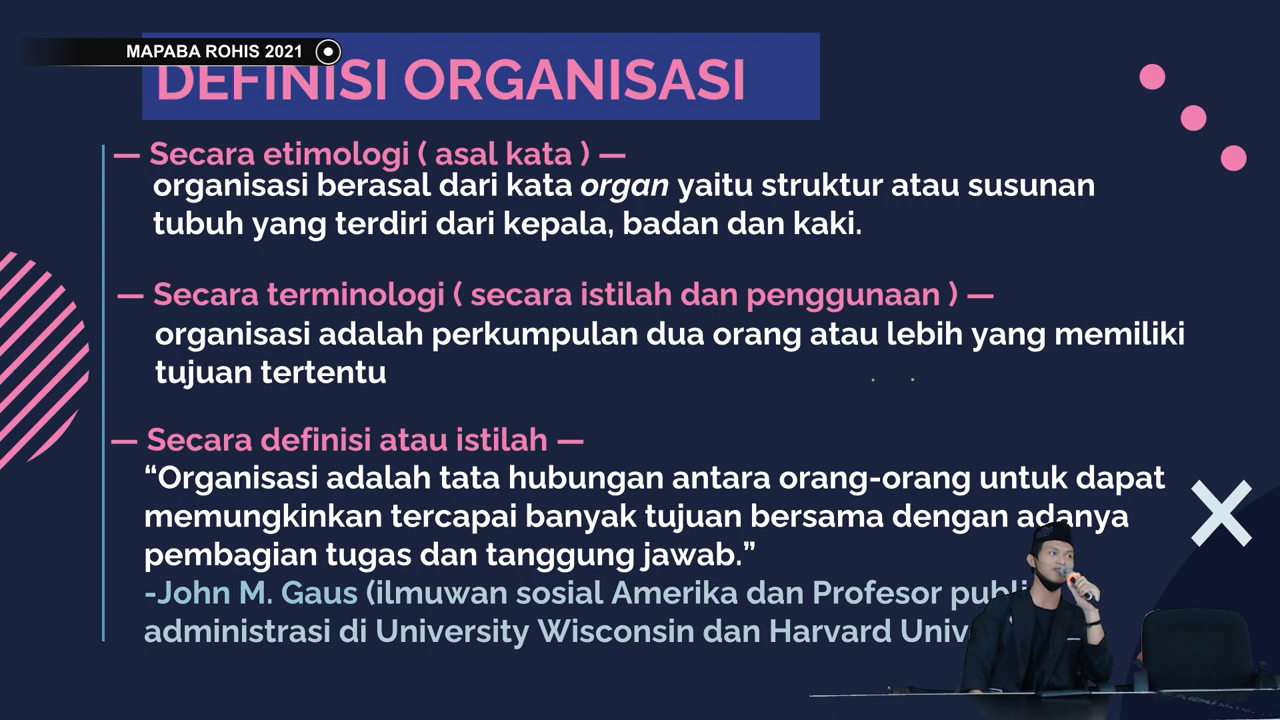 MAPABA ROHIS 2021
DEFINISI ORGANISASI
— Secara etimologi ( asal kata ) —
organisasi berasal dari kata organ yaitu struktur atau susunan
tubuh yang terdiri dari kepala, badan dan kaki.
— Secara terminologi ( secara istilah dan penggunaan ) —
organisasi adalah perkumpulan dua orang atau lebih yang memiliki
tujuan tertentu
— Secara definisi atau istilah —
“Organisasi adalah tata hubungan antara orang-orang untuk dapat
memungkinkan tercapai banyak tujuan bersama dengan adanya
pembagian tugas dan tanggung jawab.”
-John M. Gaus (ilmuwan sosial Amerika dan Profesor
administrasi di University Wisconsin dan Harvard